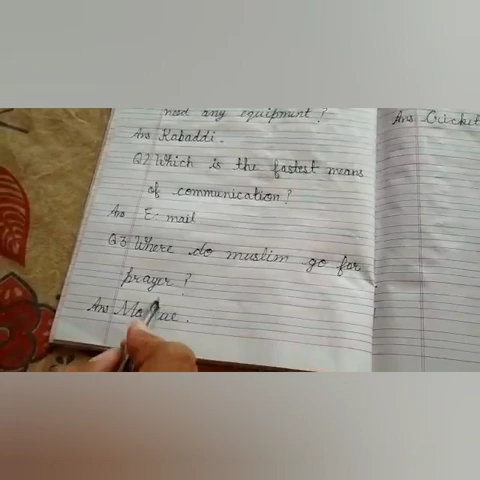 need any equipment?
Ans Kabaddi.
Q2 Which is the fastest means
of communication?
Ans E-mail
Q3 Where do muslim go for
prayer?
Ans
Ans Cricket